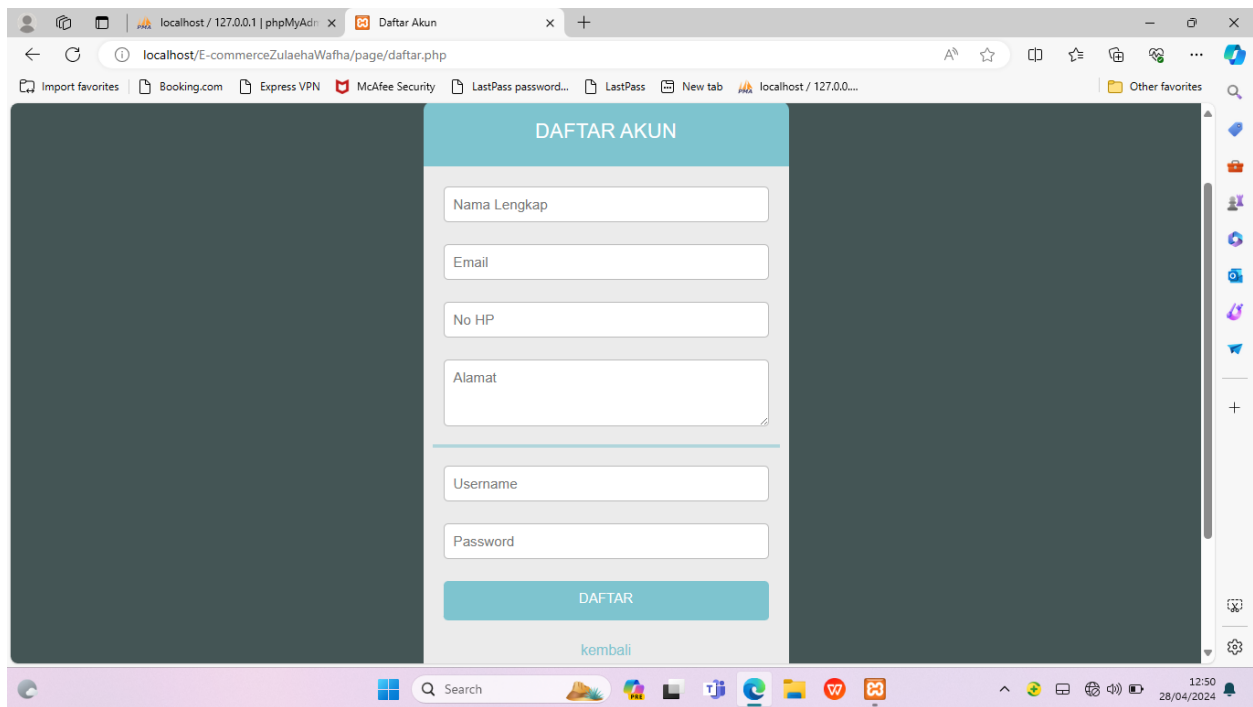 localhost / 127.0.0.1 | phpMyAdm
Daftar Akun
localhost/E-commerceZulaehaWafha/page/daftar.php
Import favorites
Booking.com
Express VPN
McAfee Security
LastPass password...
LastPass
New tab
localhost / 127.0.0....
Other favorites
DAFTAR AKUN
Nama Lengkap
Email
No HP
Alamat
Username
Password
DAFTAR
kembali
Search
12:50
28/04/2024